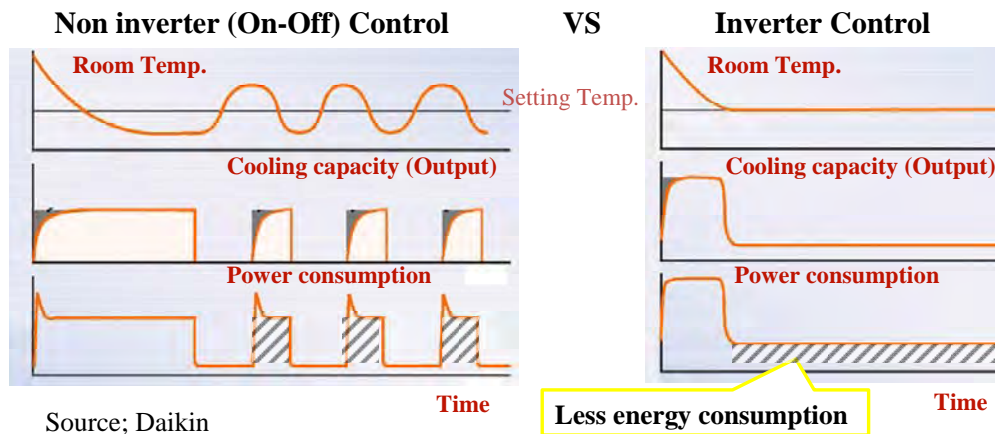 Non inverter (On-Off) Control VS Inverter Control
Room Temp.
Setting Temp.
Room Temp.
Cooling capacity (Output)
Cooling capacity (Output)
Power consumption
Power consumption
Time
Time
Less energy consumption
Source; Daikin